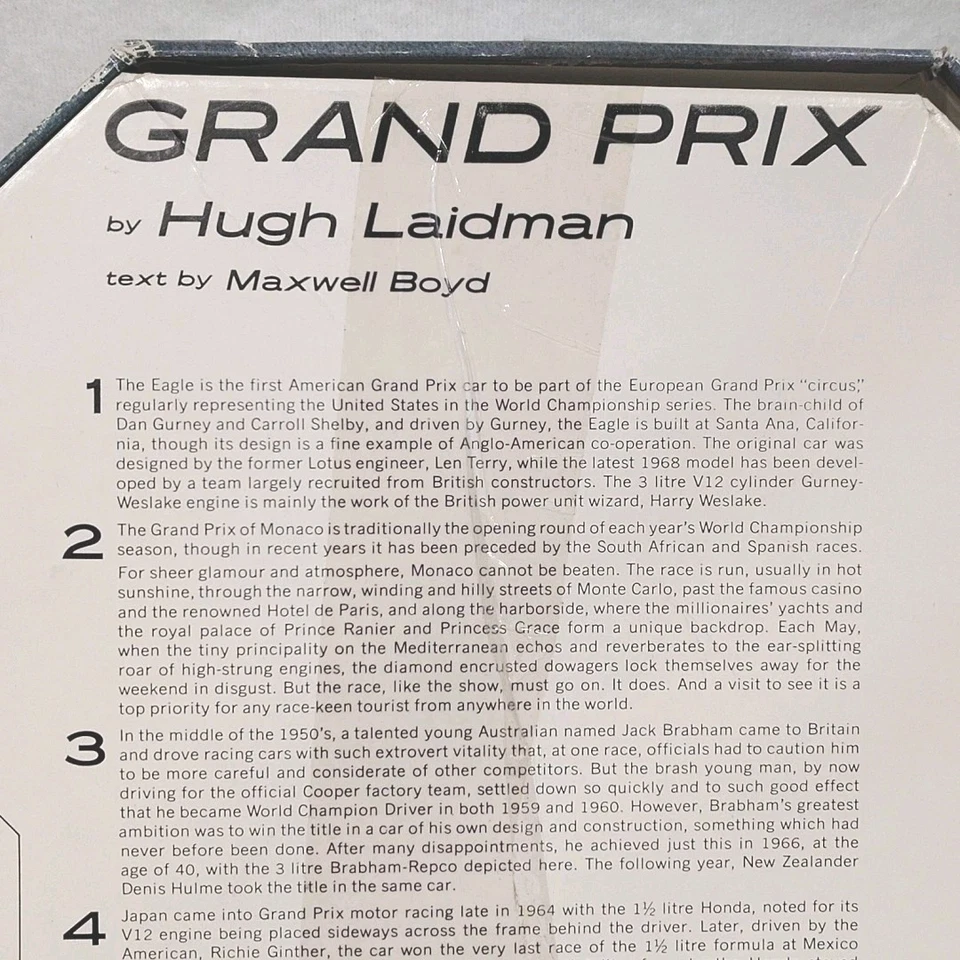 GRAND PRIX
by Hugh Laidman
text by Maxwell Boyd
1 The Eagle is the first American Grand Prix car to be part of the European Grand Prix “circus,”
regularly representing the United States in the World Championship series. The brain-child of
Dan Gurney and Carroll Shelby, and driven by Gurney, the Eagle is built at Santa Ana, Califor-
nia, though its design is a fine example of Anglo-American co-operation. The original car was
designed by the former Lotus engineer, Len Terry, while the latest 1968 model has been devel-
oped by a team largely recruited from British constructors. The 3 litre V12 cylinder Gurney-
Weslake engine is mainly the work of the British power unit wizard, Harry Weslake.
2 The Grand Prix of Monaco is traditionally the opening round of each year’s World Championship
season, though in recent years it has been preceded by the South African and Spanish races.
For sheer glamour and atmosphere, Monaco cannot be beaten. The race is run, usually in hot
sunshine, through the narrow, winding and hilly streets of Monte Carlo, past the famous casino
and the renowned Hotel de Paris, and along the harborside, where the millionaires’ yachts and
the royal palace of Prince Ranier and Princess Grace form a unique backdrop. Each May,
when the tiny principality on the Mediterranean echos and reverberates to the ear-splitting
roar of high-strung engines, the diamond encrusted dowagers lock themselves away for the
weekend in disgust. But the race, like the show, must go on. It does. And a visit to see it is a
top priority for any race-keen tourist from anywhere in the world.
3 In the middle of the 1950’s, a talented young Australian named Jack Brabham came to Britain
and drove racing cars with such extrovert vitality that, at one race, officials had to caution him
to be more careful and considerate of other competitors. But the brash young man, by now
driving for the official Cooper factory team, settled down so quickly and to such good effect
that he became World Champion Driver in both 1959 and 1960. However, Brabham’s greatest
ambition was to win the title in a car of his own design and construction, something which had
never before been done. After many disappointments, he achieved just this in 1966, at the
age of 40, with the 3 litre Brabham-Repco depicted here. The following year, New Zealander
Denis Hulme took the title in the same car.
4 Japan came into Grand Prix motor racing late in 1964 with the 1½ litre Honda, noted for its
V12 engine being placed sideways across the frame behind the driver. Later, driven by the
American, Richie Ginther, the car won the very last race of the 1½ litre formula at Mexico